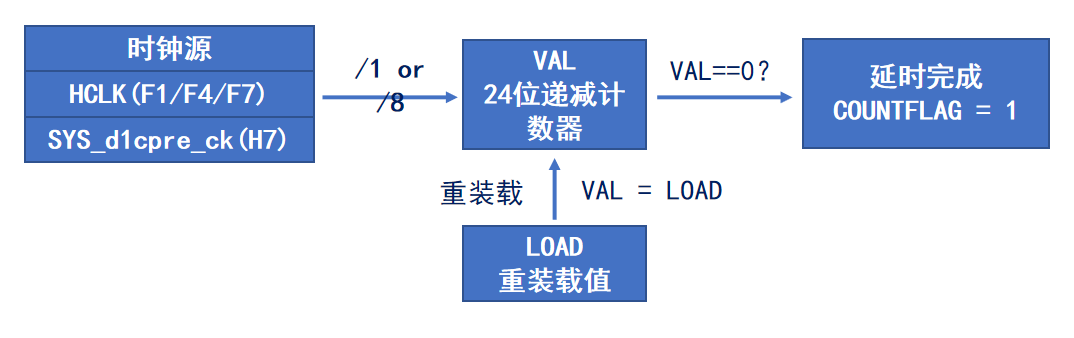 时钟源
HCLK(F1/F4/F7)
SYS_d1cpre_ck(H7)
/1 or
/8
VAL
24位递减计
数器
VAL==0?
延时完成
COUNTFLAG = 1
重装载
VAL = LOAD
LOAD
重装载值